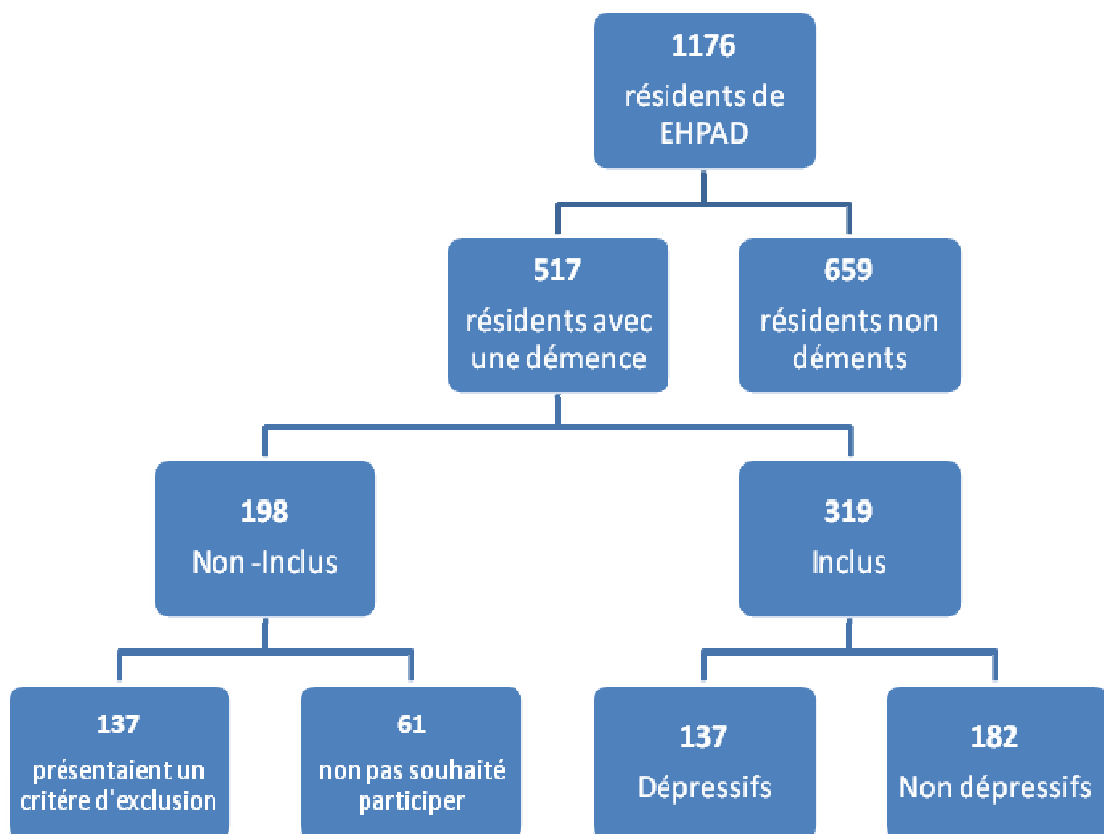 1176
résidents de
EHPAD
517
résidents avec
une démence
659
résidents non
déments
198
Non -Inclus
319
Inclus
137
présentaient un
critére d'exclusion
61
non pas souhaité
participer
137
Dépressifs
182
Non dépressifs